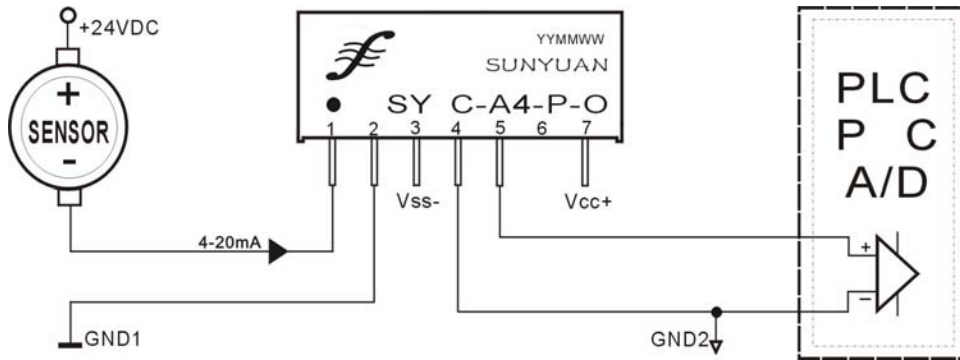 +24VDC
+
SENSOR
-
4-20mA
GND1
YYMMWW
SUNYUAN
SY C-A4-P-O
1 2 3 4 5 6 7
Vss-
Vcc+
GND2
PLC
P C
A/D
+
−